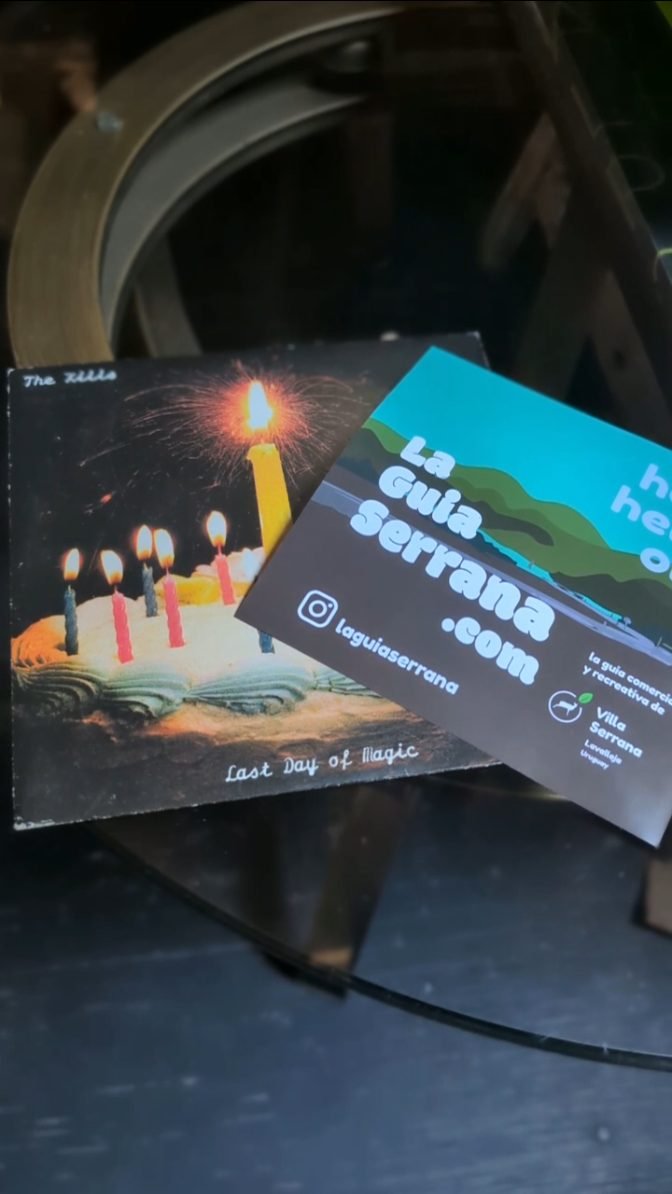 The Kills
Last Day of Magic
La
Guia
Serrana
.com
laguiaserrana
la guia
y recreativa de
Villa
Serrana
Lavalleja
Uruguay